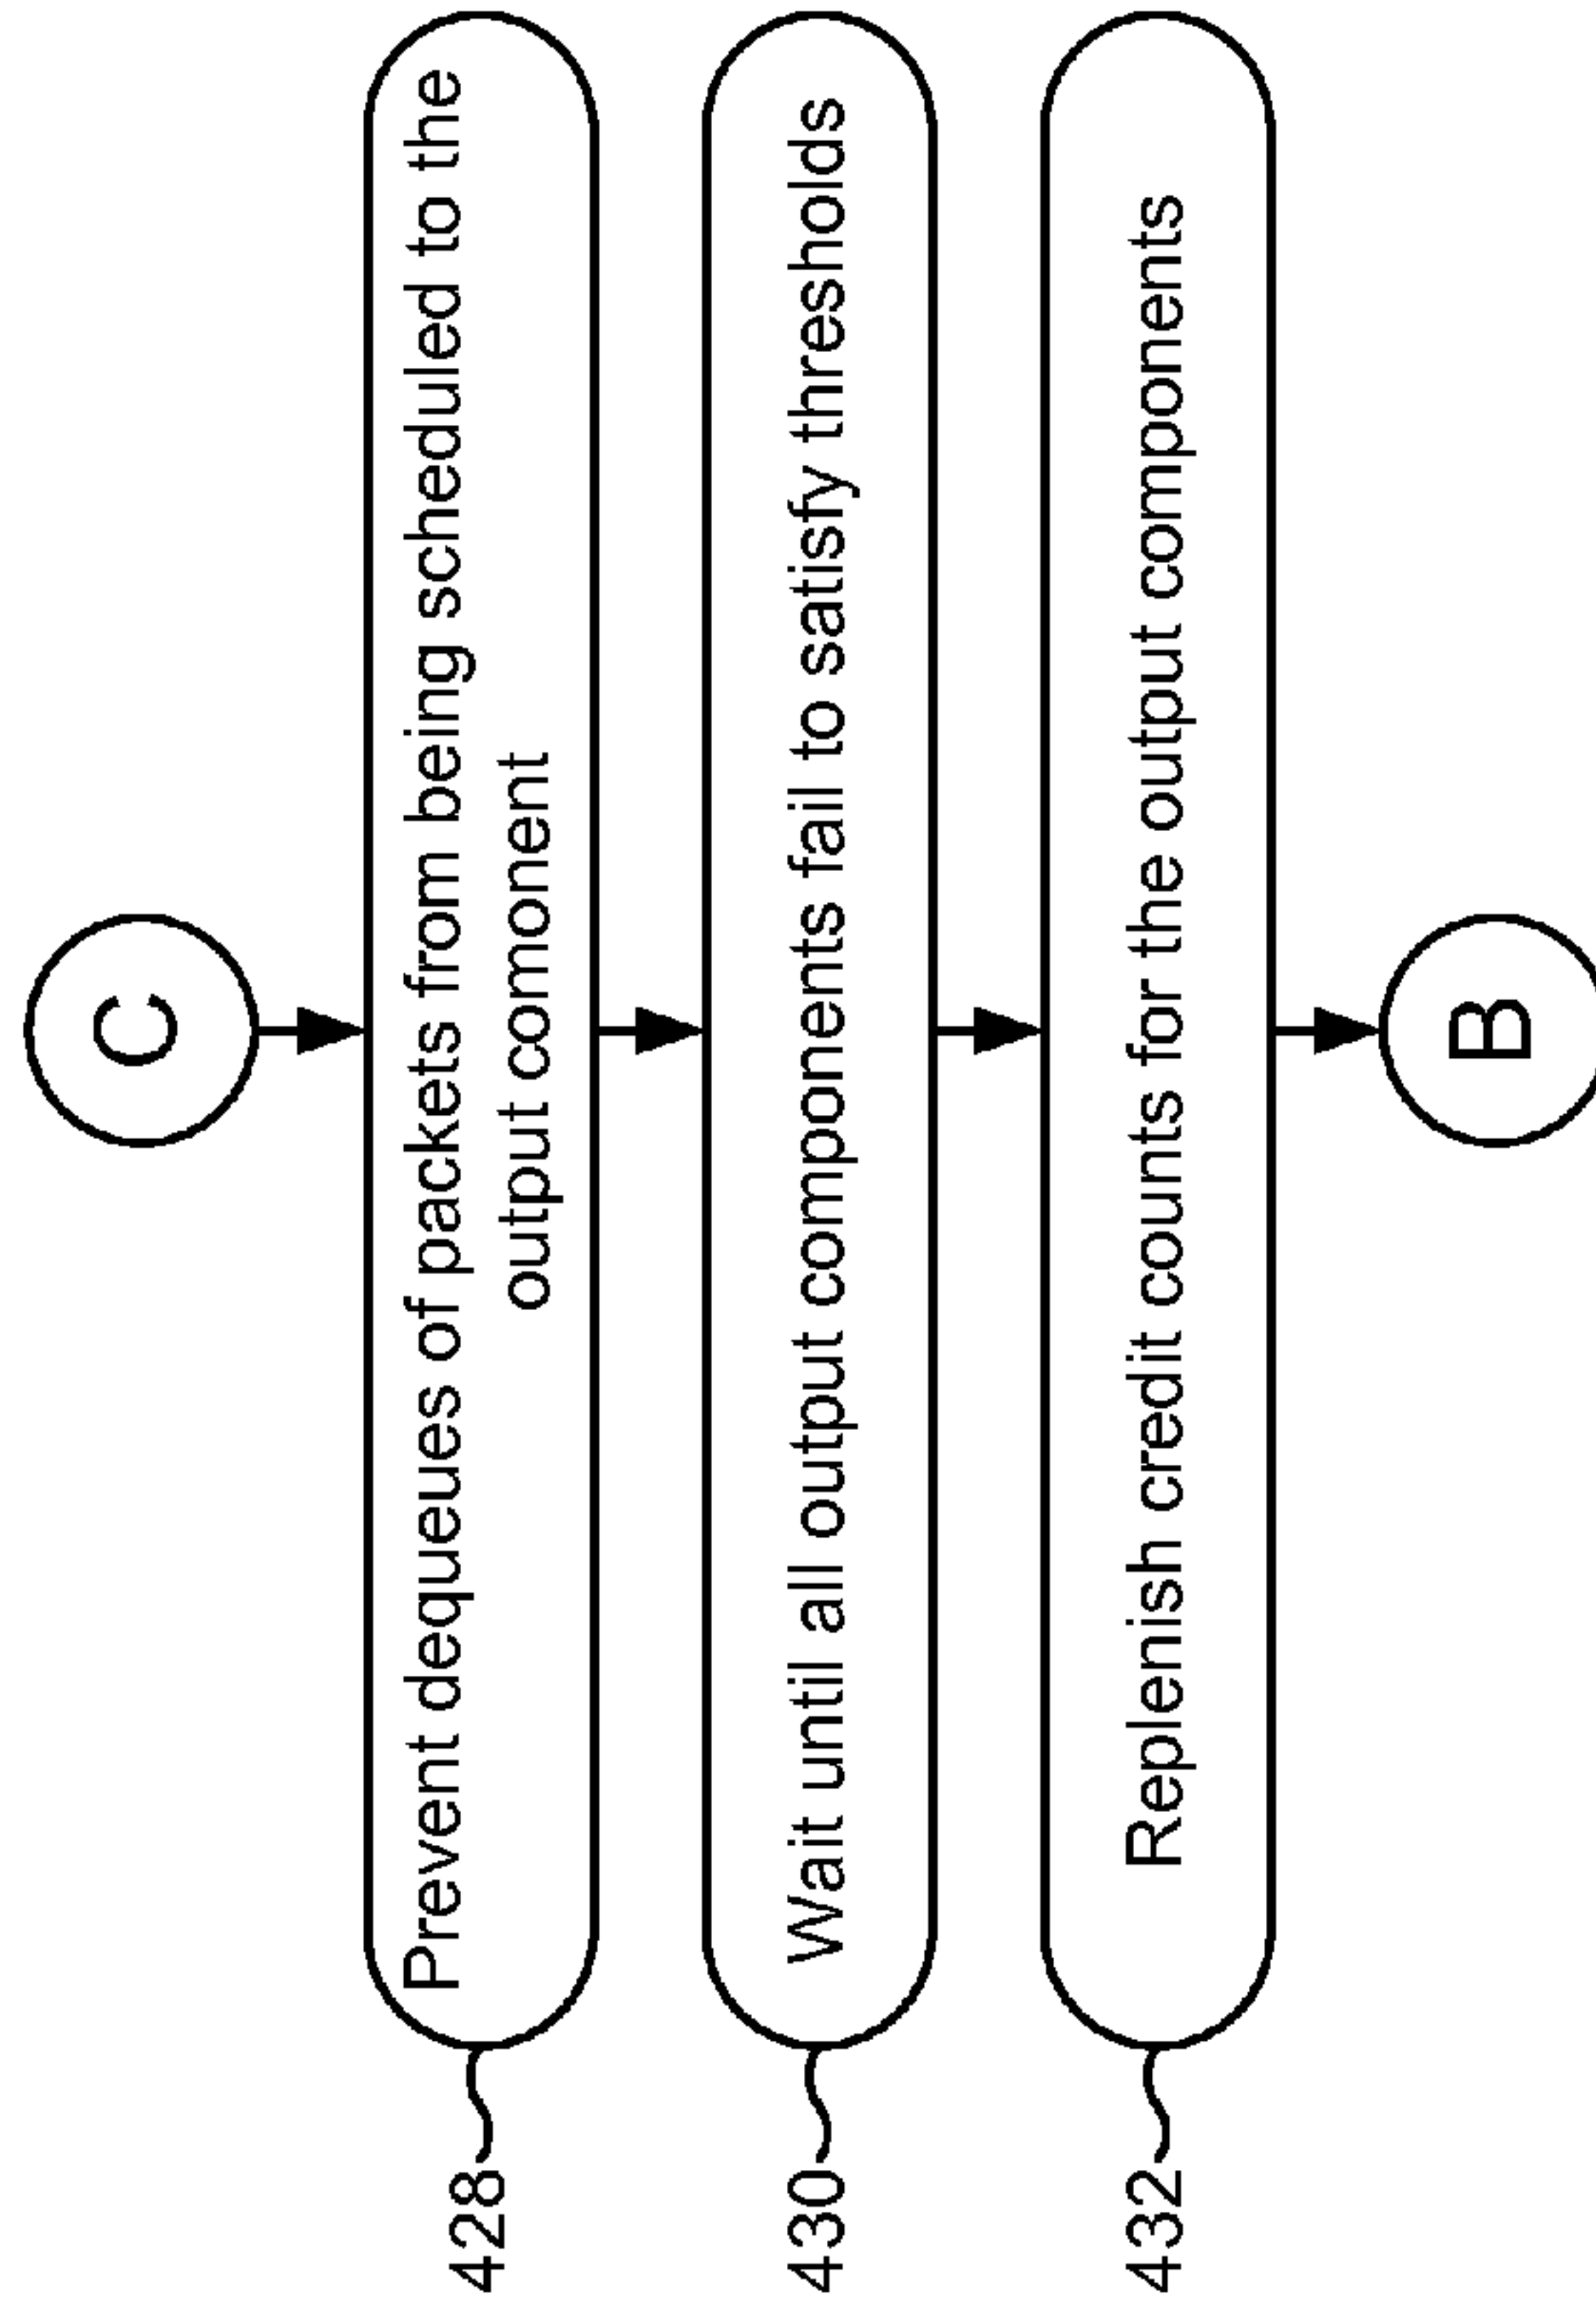 C
428
Prevent dequeues of packets from being scheduled to the
output comonent
430
Wait until all output components fail to satisfy thresholds
432
Replenish credit counts for the output components
B